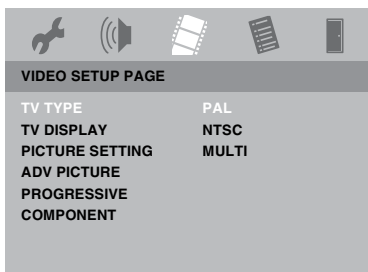 VIDEO SETUP PAGE
TV TYPE PAL
TV DISPLAY NTSC
PICTURE SETTING MULTI
ADV PICTURE
PROGRESSIVE
COMPONENT